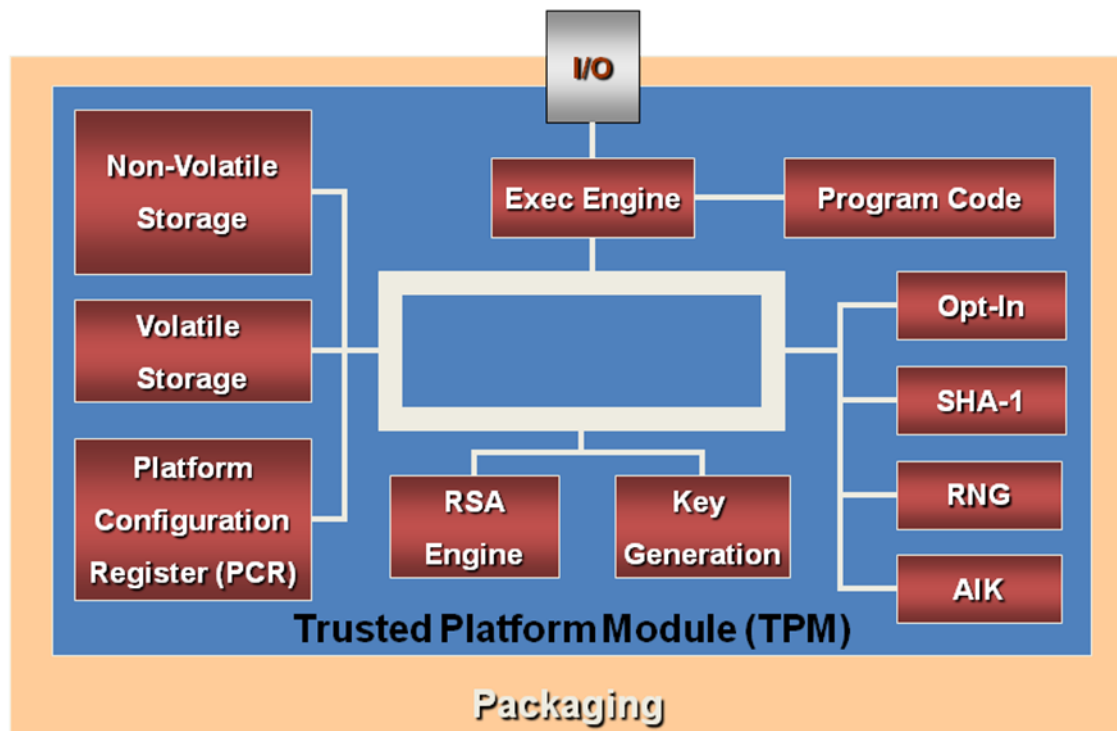 I/O
Non-Volatile
Storage
Exec Engine
Program Code
Volatile
Storage
Opt-In
SHA-1
Platform
Configuration
Register (PCR)
RSA
Engine
Key
Generation
RNG
AIK
Trusted Platform Module (TPM)
Packaging